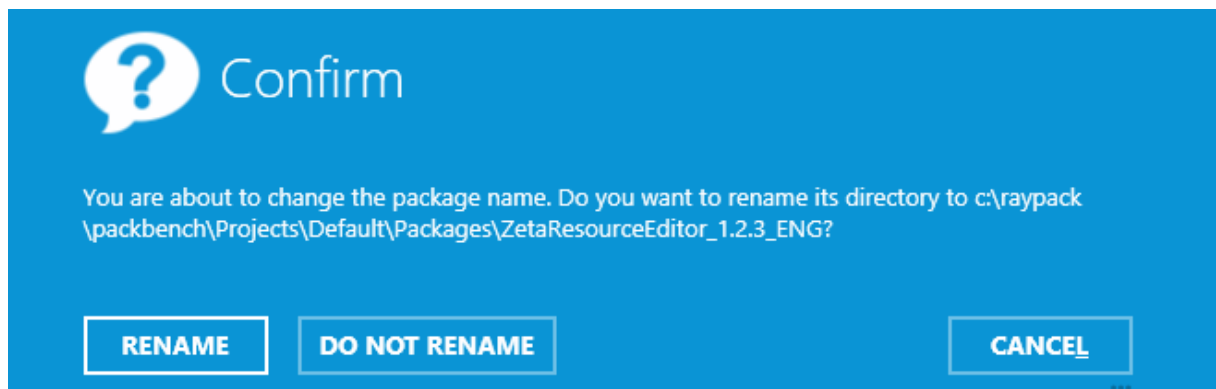 Confirm
You are about to change the package name. Do you want to rename its directory to c:\raypack
\packbench\Projects\Default\Packages\ZetaResourceEditor_1.2.3_ENG?
RENAME DO NOT RENAME CANCEL